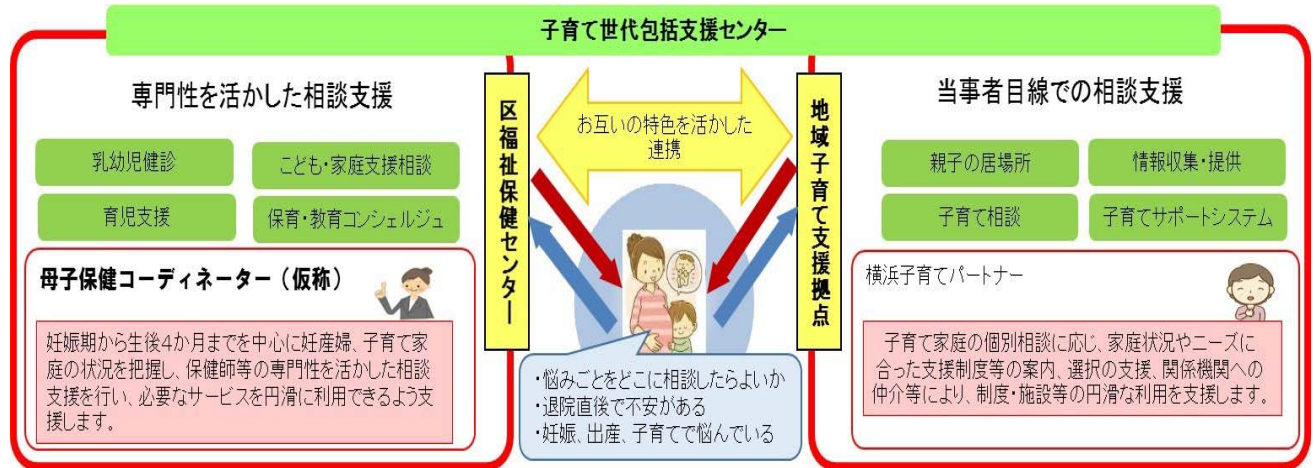 子育て世代包括支援センター
専門性を活かした相談支援
乳幼児健診
こども・家庭支援相談
育児支援
保育・教育コンシェルジュ
母子保健コーディネーター（仮称）
妊娠期から生後４か月までを中心に妊産婦、子育て家
庭の状況を把握し、保健師等の専門性を活かした相談
支援を行い、必要なサービスを円滑に利用できるよう支
援します。
区福祉保健センター
お互いの特色を活かした
連携
・悩みごとをどこに相談したらよいか
・退院直後で不安がある
・妊娠、出産、子育てで悩んでいる
地域子育て支援拠点
当事者目線での相談支援
親子の居場所
情報収集・提供
子育て相談
子育てサポートシステム
横浜子育てパートナー
子育て家庭の個別相談に応じ、家庭状況やニーズに
合った支援制度等の案内、選択の支援、関係機関への
仲介等により、制度・施設等の円滑な利用を支援します。